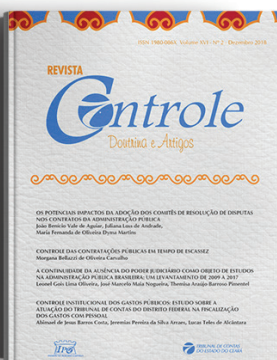 ISSN 1980-086X, Volume XVI · Nº 2 · Dezembro 2018
REVISTA
Controle
Doutrina e Artigos
OS POTENCIAIS IMPACTOS DA ADOÇÃO DOS COMITÊS DE RESOLUÇÃO DE DISPUTAS
NOS CONTRATOS DA ADMINISTRAÇÃO PÚBLICA
João Benício Vale de Aguiar, Juliana Lusa de Andrade,
Maria Fernanda de Oliveira Dyma Martins
CONTROLE DAS CONTRATAÇÕES PÚBLICAS EM TEMPO DE ESCASSEZ
Morgana Bellazzi de Oliveira Carvalho
A CONTINUIDADE DA AUSÊNCIA DO PODER JUDICIÁRIO COMO OBJETO DE ESTUDOS
NA ADMINISTRAÇÃO PÚBLICA BRASILEIRA: UM LEVANTAMENTO DE 2009 A 2017
Leonel Gois Lima Oliveira, José Marcelo Maia Nogueira, Themisa Araújo Barroso Pimentel
CONTROLE INSTITUCIONAL DOS GASTOS PÚBLICOS: ESTUDO SOBRE A
ATUAÇÃO DO TRIBUNAL DE CONTAS DO DISTRITO FEDERAL NA FISCALIZAÇÃO
DOS GASTOS COM PESSOAL
Abimael de Jesus Barros Costa, Jeremias Pereira da Silva Arraes, Lucas Teles de Alcântara
TRIBUNAL DE CONTAS
DO ESTADO DO CEARÁ